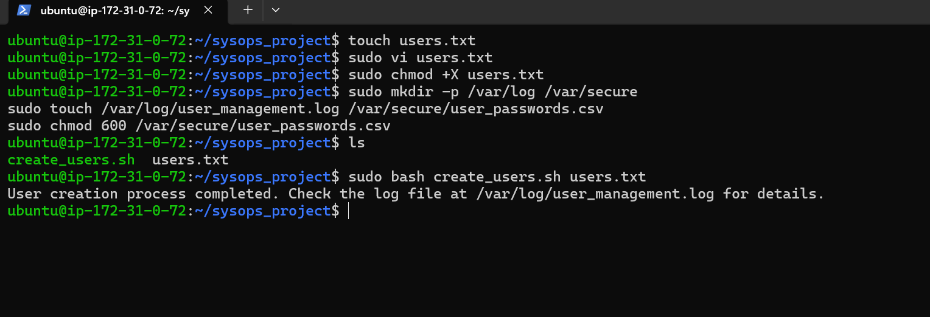 ubuntu@ip-172-31-0-72: ~/sy
ubuntu@ip-172-31-0-72:~/sysops_project$ touch users.txt
ubuntu@ip-172-31-0-72:~/sysops_project$ sudo vi users.txt
ubuntu@ip-172-31-0-72:~/sysops_project$ sudo chmod +X users.txt
ubuntu@ip-172-31-0-72:~/sysops_project$ sudo mkdir -p /var/log /var/secure
sudo touch /var/log/user_management.log /var/secure/user_passwords.csv
sudo chmod 600 /var/secure/user_passwords.csv
ubuntu@ip-172-31-0-72:~/sysops_project$ ls
create_users.sh  users.txt
ubuntu@ip-172-31-0-72:~/sysops_project$ sudo bash create_users.sh users.txt
User creation process completed. Check the log file at /var/log/user_management.log for details.
ubuntu@ip-172-31-0-72:~/sysops_project$